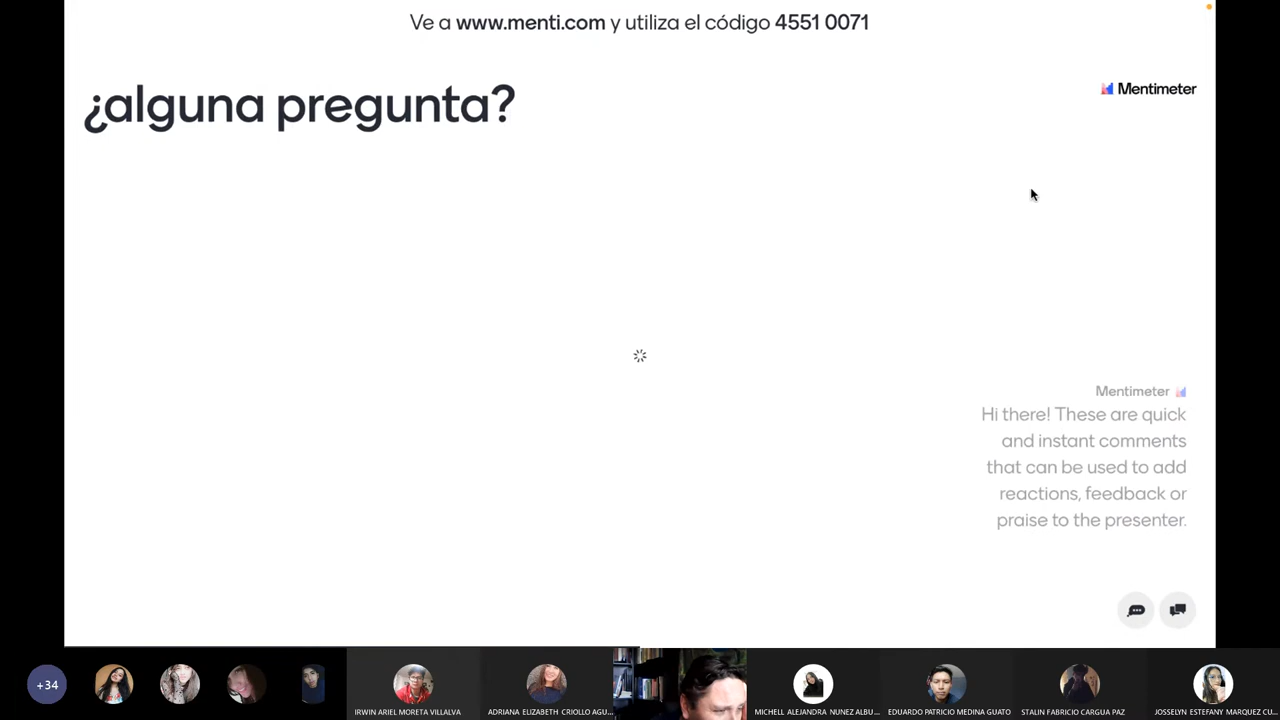 Ve a www.menti.com y utiliza el código 4551 0071
¿alguna pregunta?
Mentimeter
Mentimeter
Hi there! These are quick
and instant comments
that can be used to add
reactions, feedback or
praise to the presenter.
+34
IRWIN ARIEL MORETA VILLALVA
ADRIANA ELIZABETH CRIOLLO AGU...
MICHELL ALEJANDRA NUNEZ ALBU...
EDUARDO PATRICIO MEDINA GUATO
STALIN FABRICIO CARGUA PAZ
JOSSELYN ESTEFANY MARQUEZ CU...